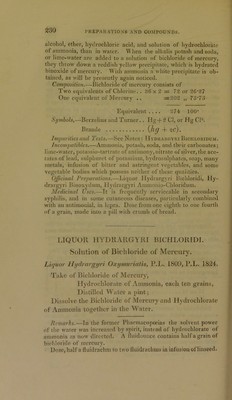 230 PREPARATIONS AND COMPOUNDS.
alcohol, ether, hydrochloric acid, and solution of hydrochlorate
of ammonia, than in water. When the alkalis potash and soda,
or lime-water are added to a solution of bichloride of mercury,
they throw down a reddish yellow precipitate, which is hydrated
binoxide of mercury. With ammonia a white precipitate is ob-
tained, as will be presently again noticed.
Composition.—Bichloride of mercury consists of
Two equivalents of Chlorine.. 36 × 2 = 72 or
One equivalent of Mercury .. =202 ,,
Equivalent .... 274 100·
Symbols.—Berzelius and Turner.. Hg+2 Cl, or Hg Cl².
Brande ............ (hg + 2c).
Impurities and Tests.—See Notes: HYDRARGYRI BICHLORIDUM.
Incompatibles.—Ammonia, potash, soda, and their carbonates;
lime-water, potassio-tartrate of antimony, nitrate of silver, the ace-
tates of lead, sulphuret of potassium, hydrosulphates, soap, many
metals, infusion of bitter and astringent vegetables, and some
vegetable bodies which possess neither of these qualities.
Officinal Preparations.—Liquor Hydrargyri Bichloridi, Hy-
drargyri Binoxydum, Hydrargyri Ammonio-Chloridum.
Medicinal Uses.—It is frequently serviceable in secondary
syphilis, and in some cutaneous diseases, particularly combined
with an antimonial, in lepra. Dose from one eighth to one fourth
of a grain, made into a pill with crumb of bread.
LIQUOR HYDRARGYRI BICHLORIDI.
Solution of Bichloride of Mercury.
Liquor Hydrargyri Oxymuriatis, P.L. 1809, P.L. 1824.
Take of Bichloride of Mercury,
Hydrochlorate of Ammonia, each ten grains,
Distilled Water a pint;
Dissolve the Bichloride of Mercury and Hydrochlorate
of Ammonia together in the Water.
Remarks.—In the former Pharmacopœias the solvent power
of the water was increased by spirit, instead of hydrochlorate of
ammonia as now directed. A fluidounce contains half a grain of
bichloride of mercury.
Dose, half a fluidrachm to two fluidrachms in infusion of linseed.